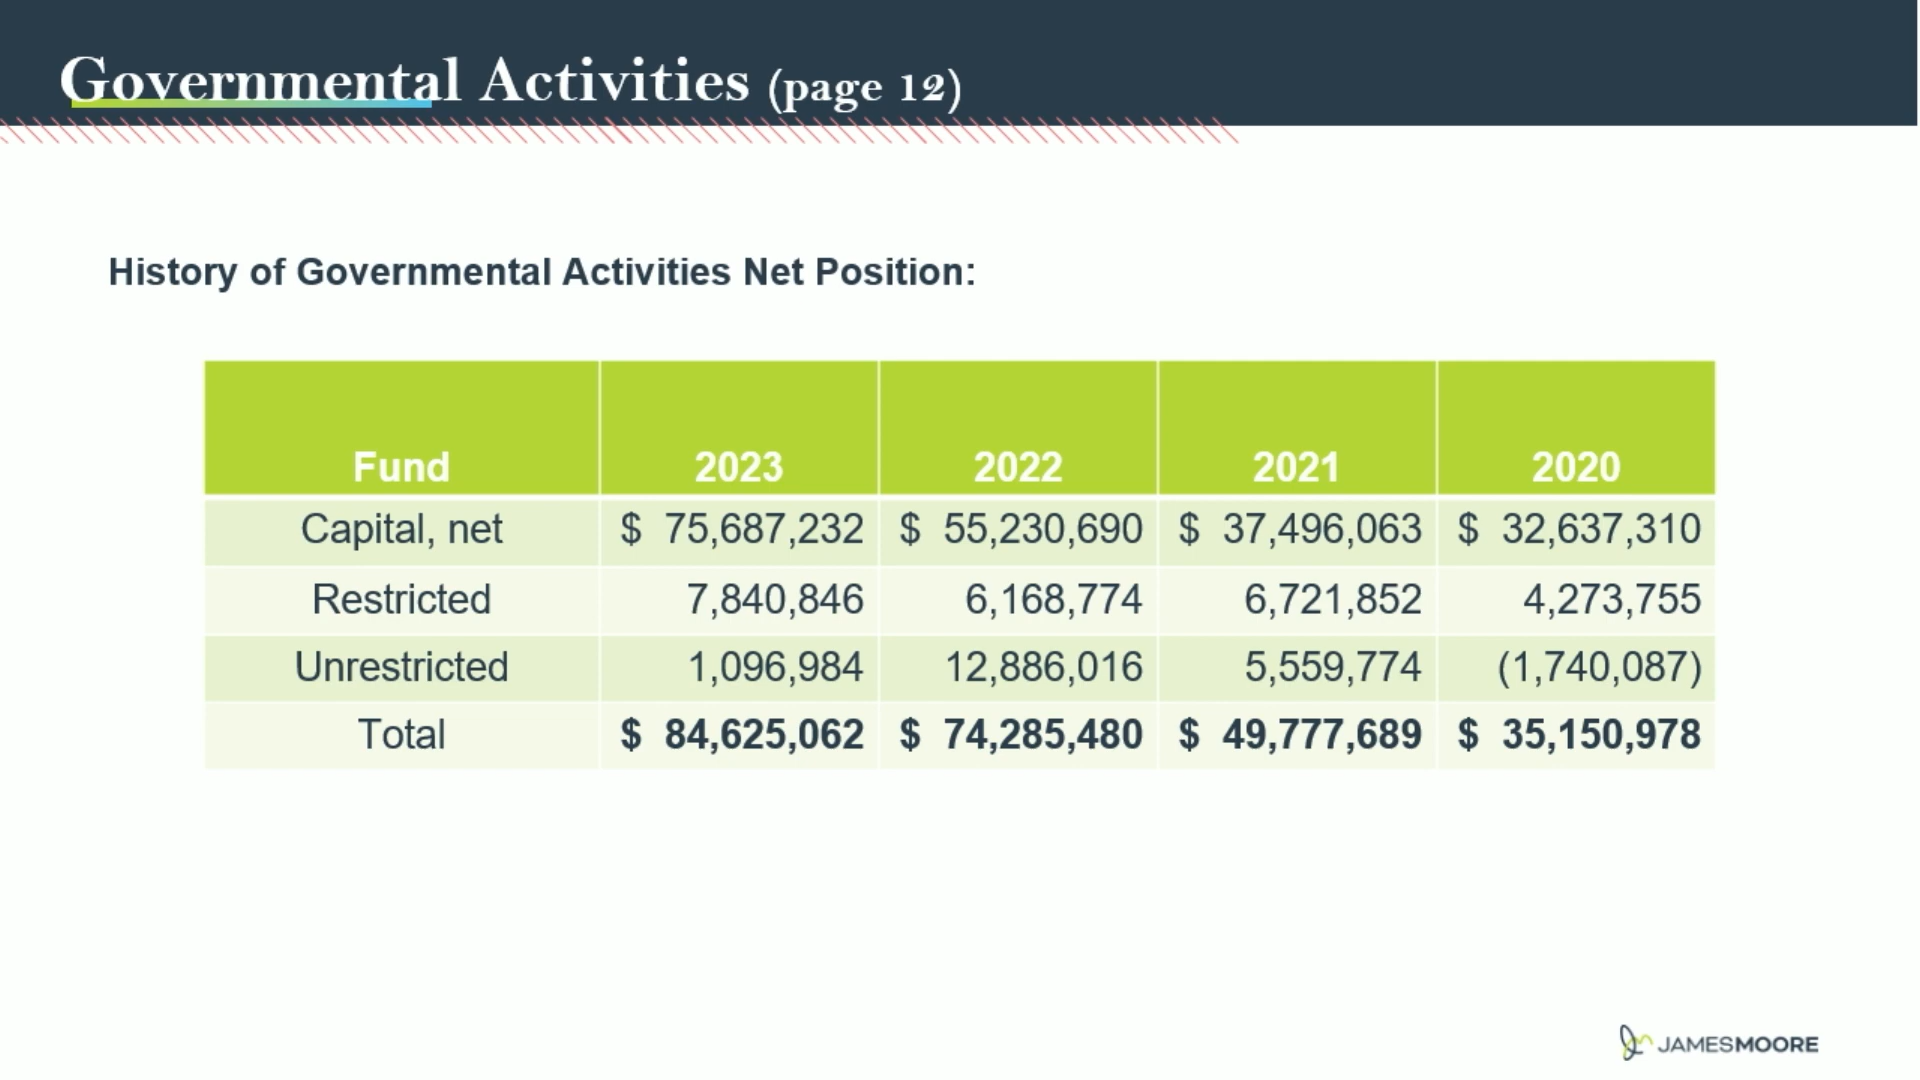 Governmental Activities (page 12)
History of Governmental Activities Net Position:
Fund 2023 2022 2021 2020
Capital, net $ 75,687,232 $ 55,230,690 $ 37,496,063 $ 32,637,310
Restricted 7,840,846 6,168,774 6,721,852 4,273,755
Unrestricted 1,096,984 12,886,016 5,559,774 (1,740,087)
Total $ 84,625,062 $ 74,285,480 $ 49,777,689 $ 35,150,978
JAMESMOORE